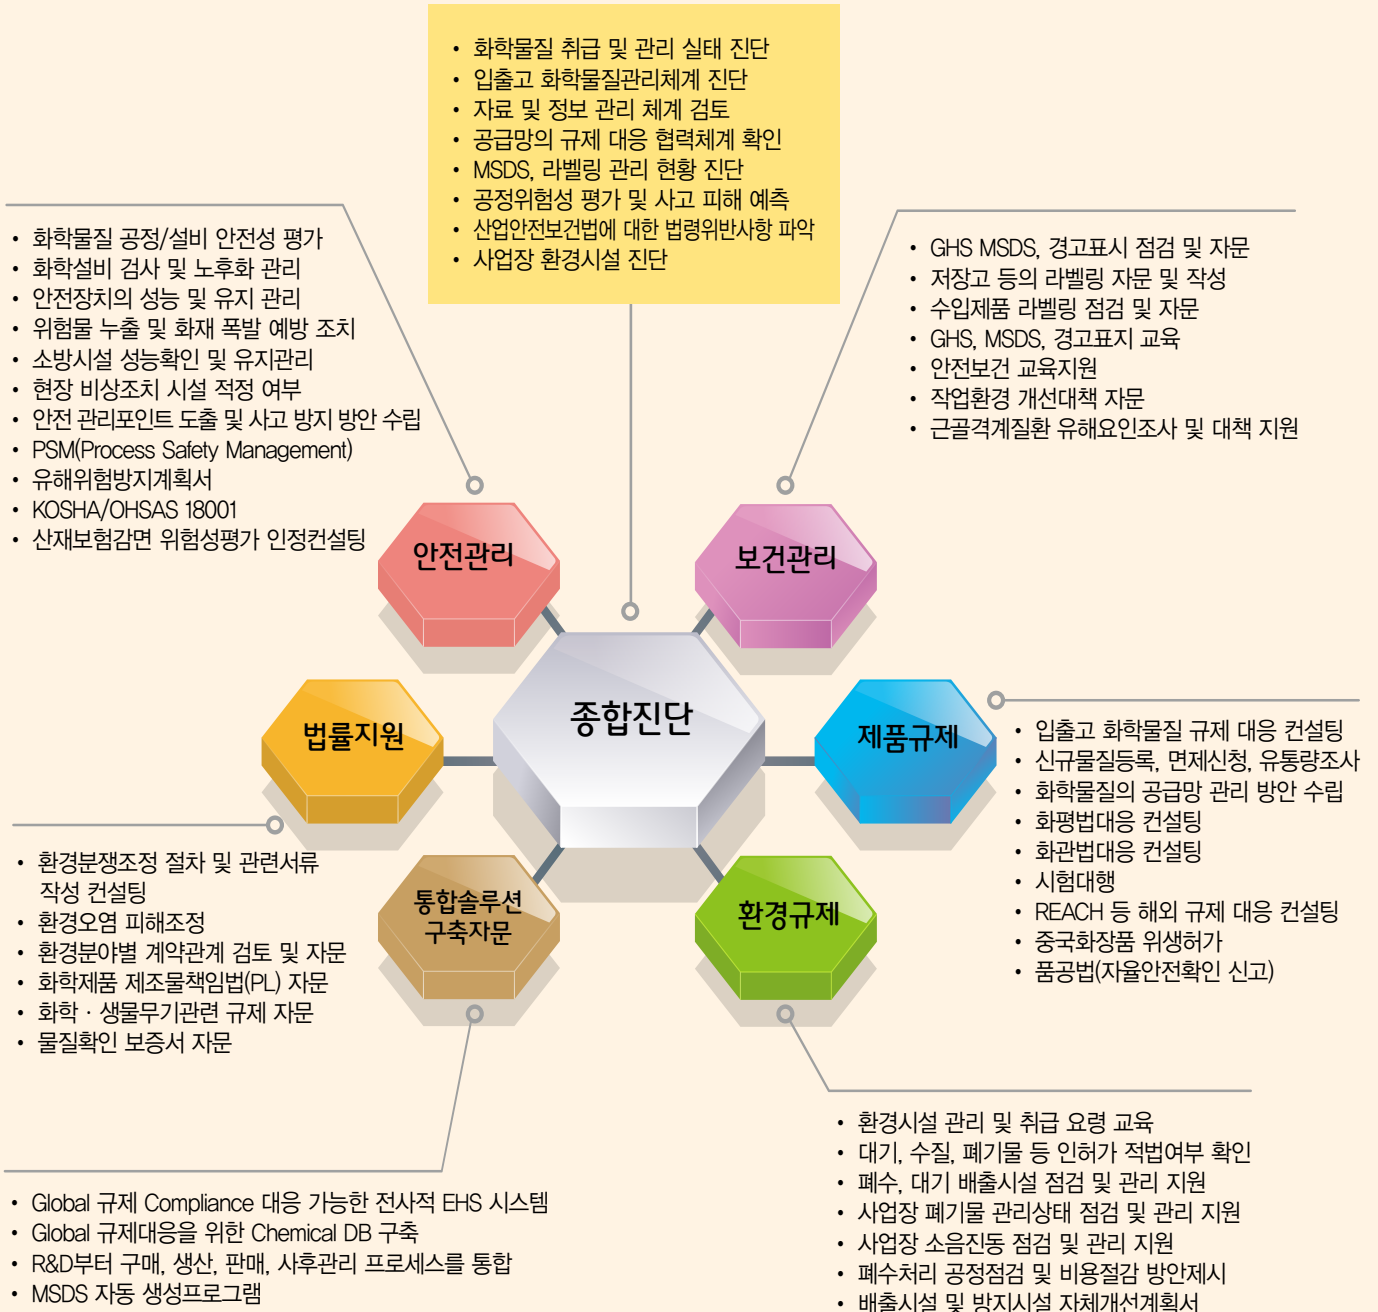 • 화학물질 취급 및 관리 실태 진단
• 입출고 화학물질관리체계 진단
• 자료 및 정보 관리 체계 검토
• 공급망의 규제 대응 협력체계 확인
• MSDS, 라벨링 관리 현황 진단
• 공정위험성 평가 및 사고 피해 예측
• 산업안전보건법에 대한 법령위반사항 파악
• 사업장 환경시설 진단
• 화학물질 공정/설비 안전성 평가
• 화학설비 검사 및 노후화 관리
• 안전장치의 성능 및 유지 관리
• 위험물 누출 및 화재 폭발 예방 조치
• 소방시설 성능확인 및 유지관리
• 현장 비상조치 시설 적정 여부
• 안전 관리포인트 도출 및 사고 방지 방안 수립
• PSM(Process Safety Management)
• 유해위험방지계획서
• KOSHA/OHSAS 18001
• 산재보험감면 위험성평가 인정컨설팅
• GHS MSDS, 경고표시 점검 및 자문
• 저장고 등의 라벨링 자문 및 작성
• 수입제품 라벨링 점검 및 자문
• GHS, MSDS, 경고표지 교육
• 안전보건 교육지원
• 작업환경 개선대책 자문
• 근골격계질환 유해요인조사 및 대책 지원
안전관리
보건관리
종합진단
법률지원
제품규제
통합솔루션
구축자문
환경규제
• 입출고 화학물질 규제 대응 컨설팅
• 신규물질등록, 면제신청, 유통량조사
• 화학물질의 공급망 관리 방안 수립
• 화평법대응 컨설팅
• 화관법대응 컨설팅
• 시험대행
• REACH 등 해외 규제 대응 컨설팅
• 중국화장품 위생허가
• 품공법(자율안전확인 신고)
• 환경분쟁조정 절차 및 관련서류
작성 컨설팅
• 환경오염 피해조정
• 환경분야별 계약관계 검토 및 자문
• 화학제품 제조물책임법(PL) 자문
• 화학 · 생물무기관련 규제 자문
• 물질확인 보증서 자문
• Global 규제 Compliance 대응 가능한 전사적 EHS 시스템
• Global 규제대응을 위한 Chemical DB 구축
• R&D부터 구매, 생산, 판매, 사후관리 프로세스를 통합
• MSDS 자동 생성프로그램
• 환경시설 관리 및 취급 요령 교육
• 대기, 수질, 폐기물 등 인허가 적법여부 확인
• 폐수, 대기 배출시설 점검 및 관리 지원
• 사업장 폐기물 관리상태 점검 및 관리 지원
• 사업장 소음진동 점검 및 관리 지원
• 폐수처리 공정점검 및 비용절감 방안제시
• 배출시설 및 방지시설 자체개선계획서